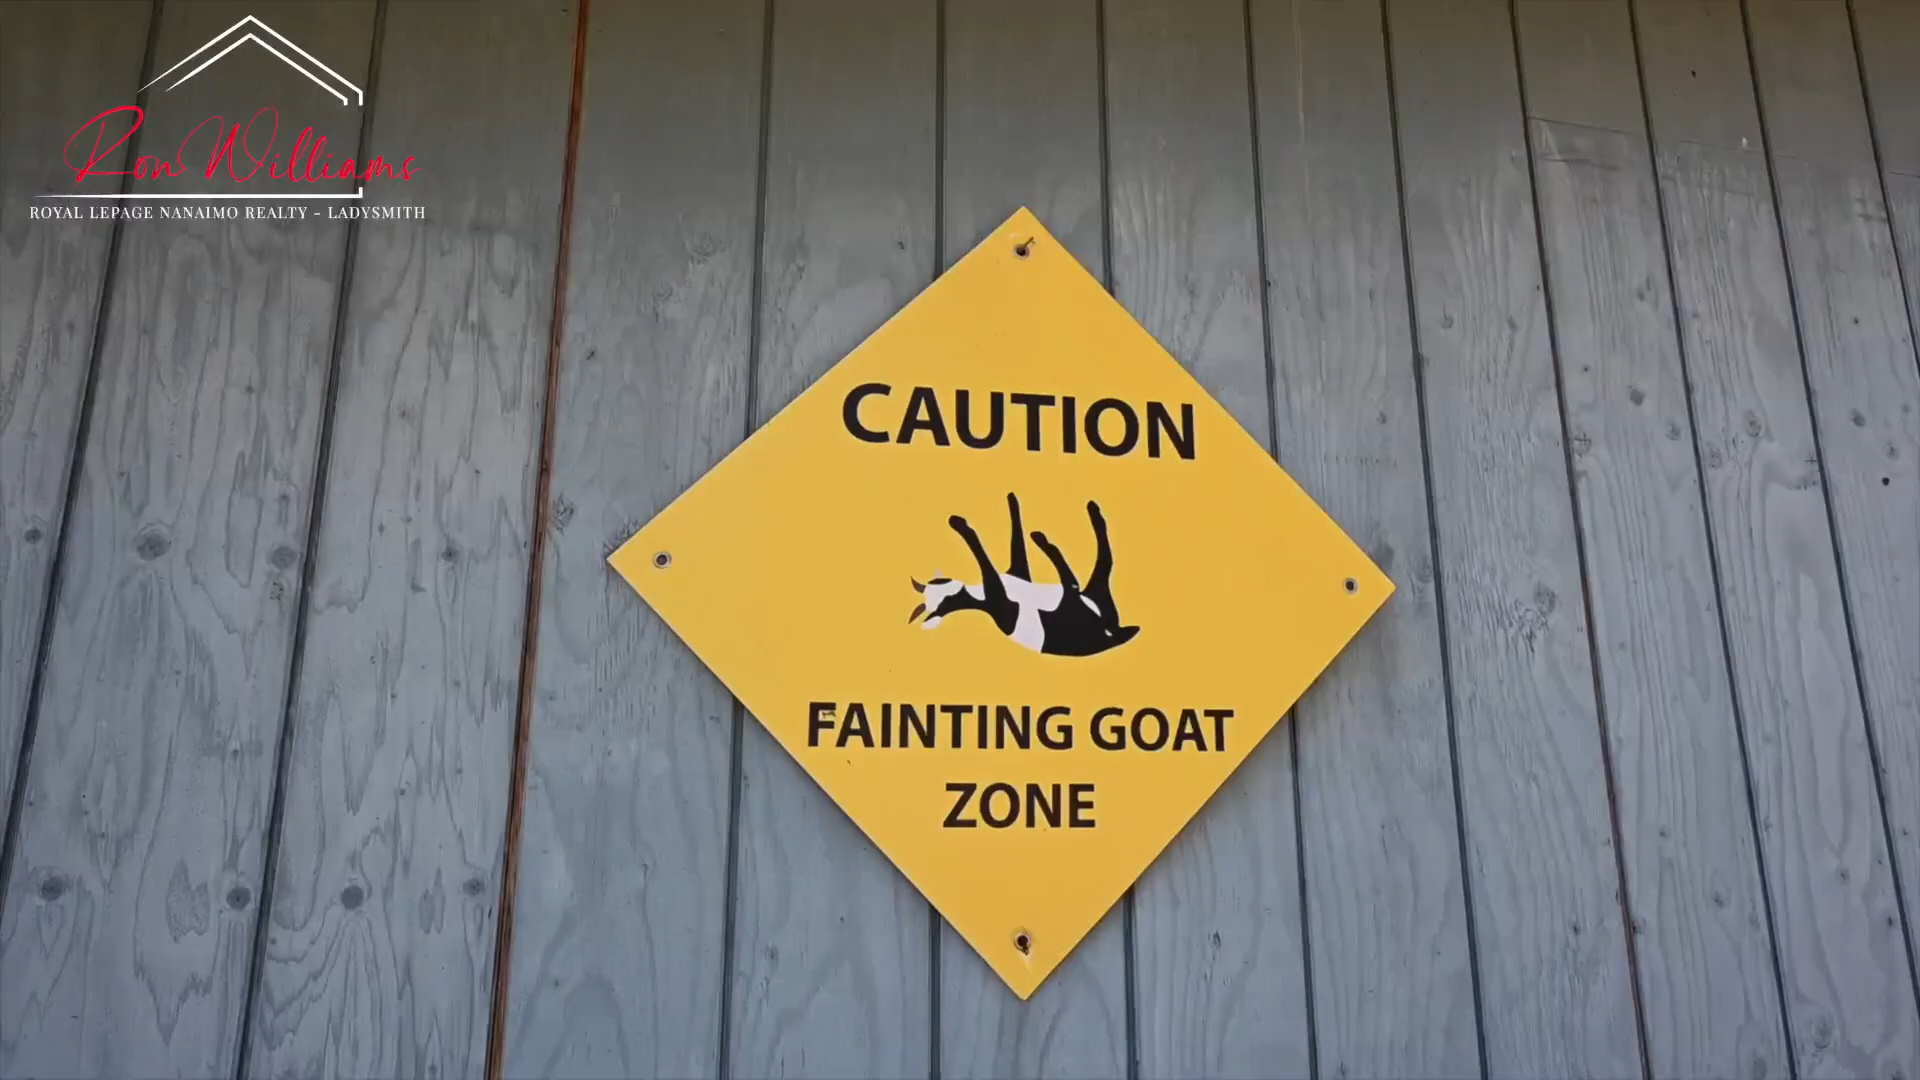 Ron Williams
ROYAL LEPAGE NANAIMO REALTY - LADYSMITH
CAUTION
FAINTING GOAT
ZONE